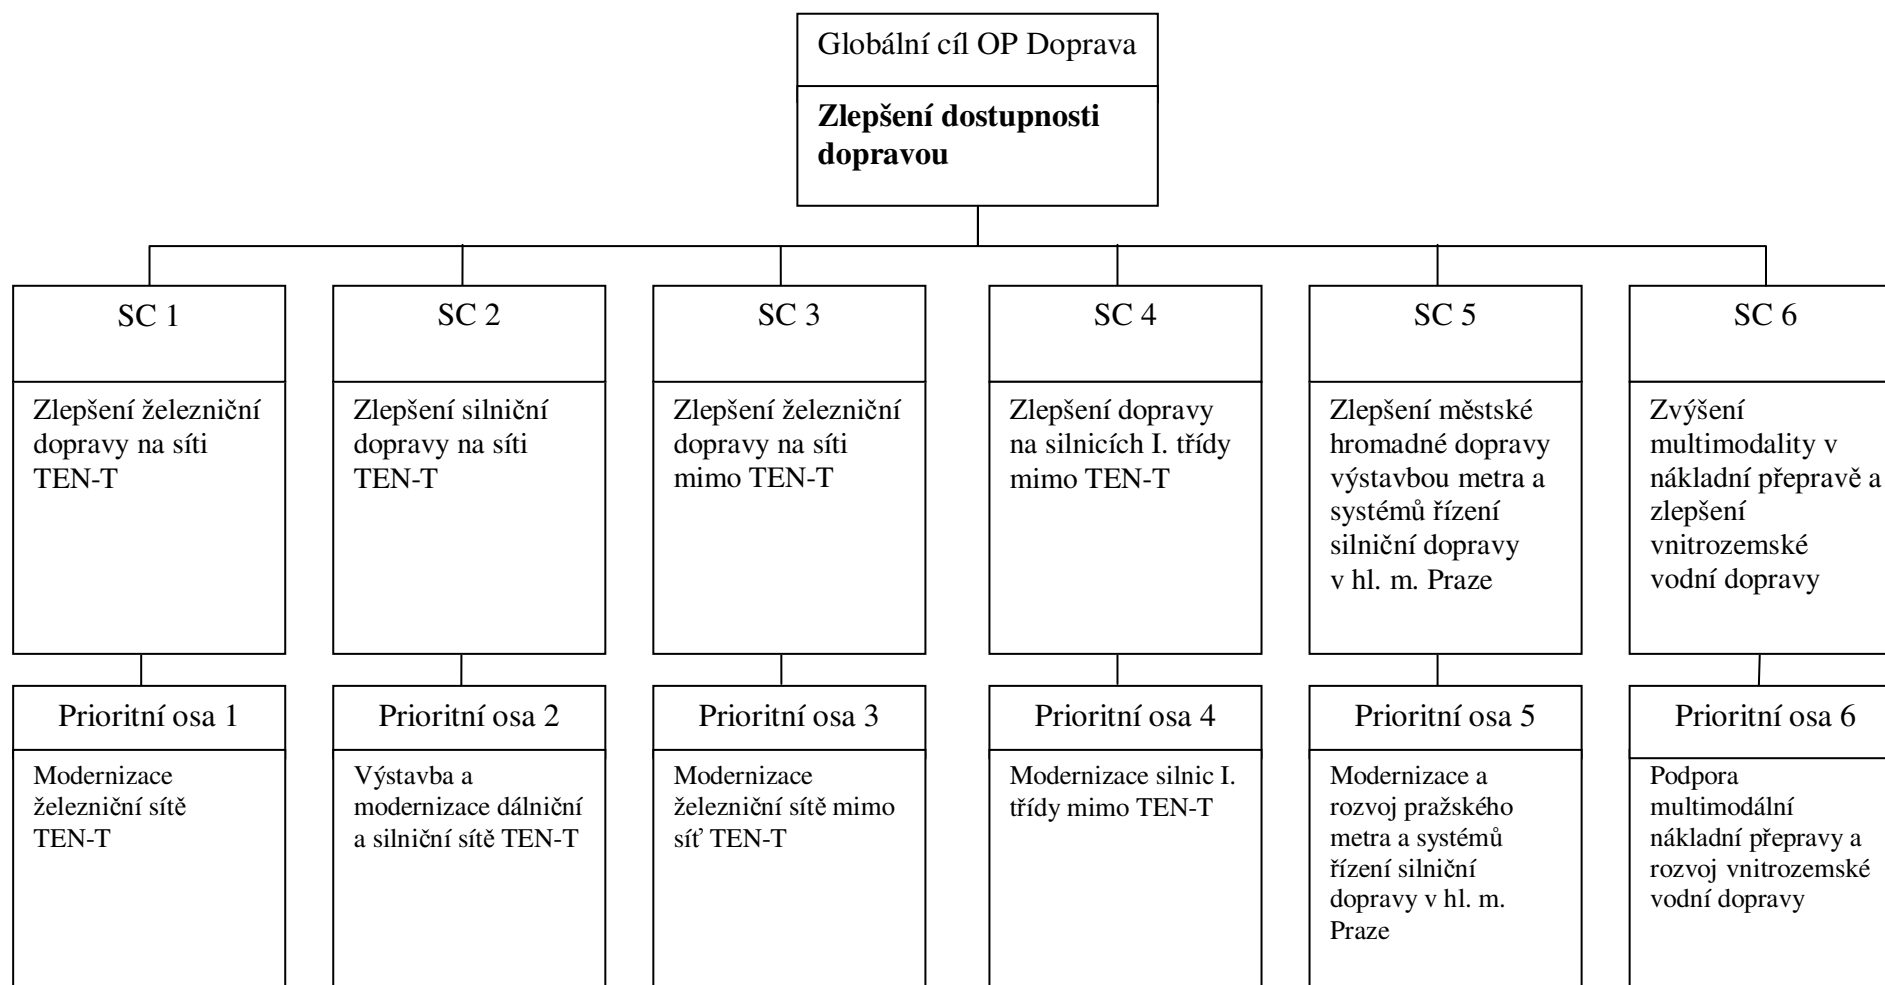 Globální cíl OP Doprava
Zlepšení dostupnosti
dopravou
SC 1
Zlepšení železniční
dopravy na síti
TEN-T
SC 2
Zlepšení silniční
dopravy na síti
TEN-T
SC 3
Zlepšení železniční
dopravy na síti
mimo TEN-T
SC 4
Zlepšení dopravy
na silnicích I. třídy
mimo TEN-T
SC 5
Zlepšení městské
hromadné dopravy
výstavbou metra a
systémů řízení
silniční dopravy
v hl. m. Praze
SC 6
Zvýšení
multimodality v
nákladní přepravě a
zlepšení
vnitrozemské
vodní dopravy
Prioritní osa 1
Modernizace
železniční sítě
TEN-T
Prioritní osa 2
Výstavba a
modernizace dálniční
a silniční sítě TEN-T
Prioritní osa 3
Modernizace
železniční sítě mimo
síť TEN-T
Prioritní osa 4
Modernizace silnic I.
třídy mimo TEN-T
Prioritní osa 5
Modernizace a
rozvoj pražského
metra a systémů
řízení silniční
dopravy v hl. m.
Praze
Prioritní osa 6
Podpora
multimodální
nákladní přepravy a
rozvoj vnitrozemské
vodní dopravy